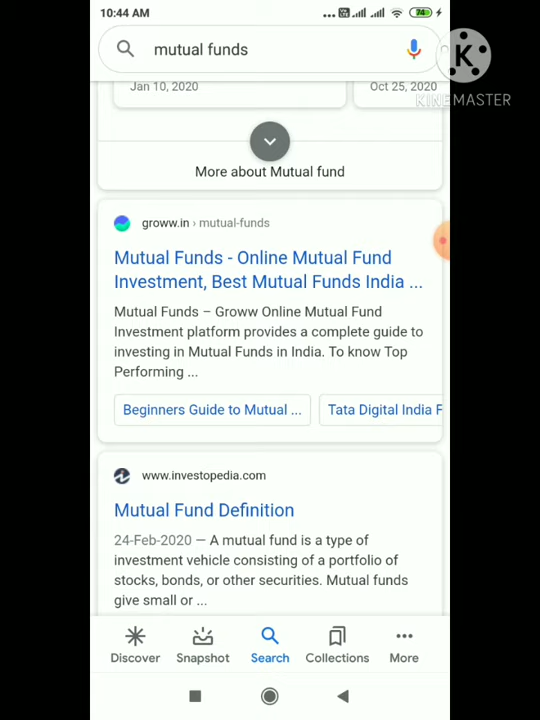 10:44 AM
74
mutual funds
K
KINEMASTER
Jan 10, 2020
Oct 25, 2020
More about Mutual fund
groww.in › mutual-funds
Mutual Funds - Online Mutual Fund
Investment, Best Mutual Funds India ...
Mutual Funds – Groww Online Mutual Fund
Investment platform provides a complete guide to
investing in Mutual Funds in India. To know Top
Performing ...
Beginners Guide to Mutual ...
Tata Digital India F
www.investopedia.com
Mutual Fund Definition
24-Feb-2020 — A mutual fund is a type of
investment vehicle consisting of a portfolio of
stocks, bonds, or other securities. Mutual funds
give small or ...
Discover
Snapshot
Search
Collections
More